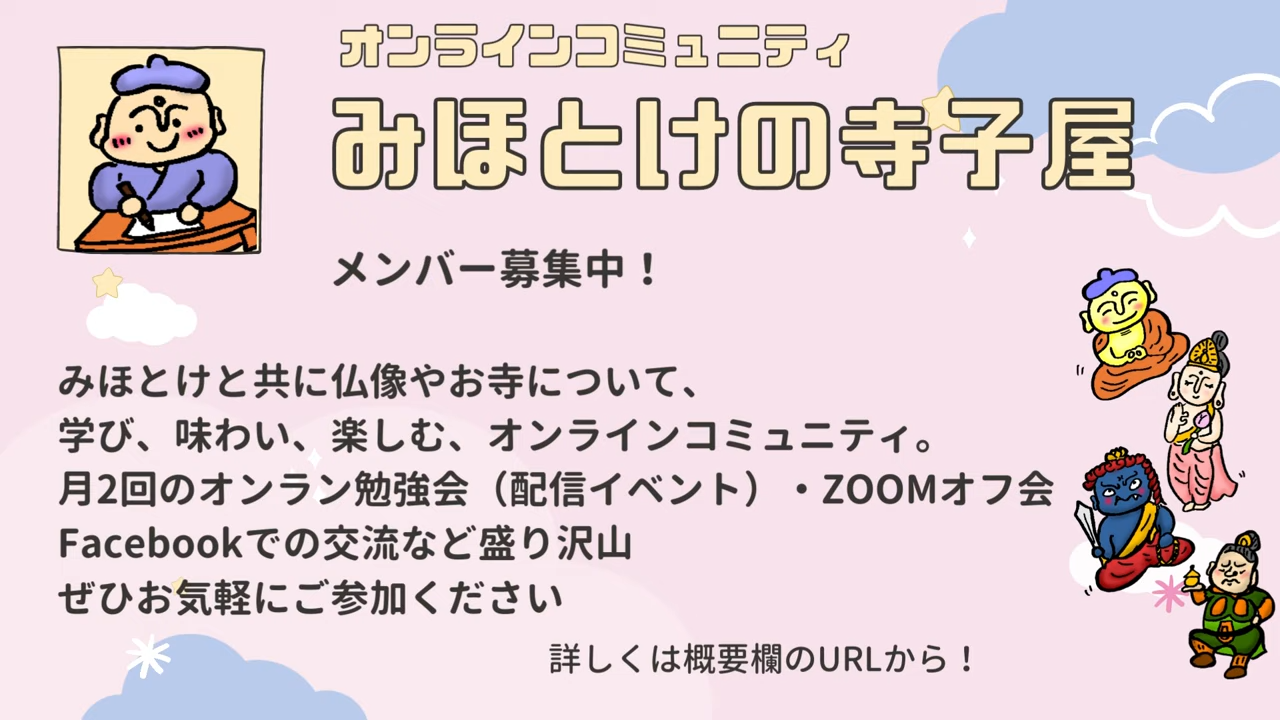 オンラインコミュニティ
みほとけの寺子屋
メンバー募集中！
みほとけと共に仏像やお寺について、
学び、味わい、楽しむ、オンラインコミュニティ。
月2回のオンラン勉強会（配信イベント）・ZOOMオフ会
Facebookでの交流など盛り沢山
ぜひお気軽にご参加ください
詳しくは概要欄のURLから！